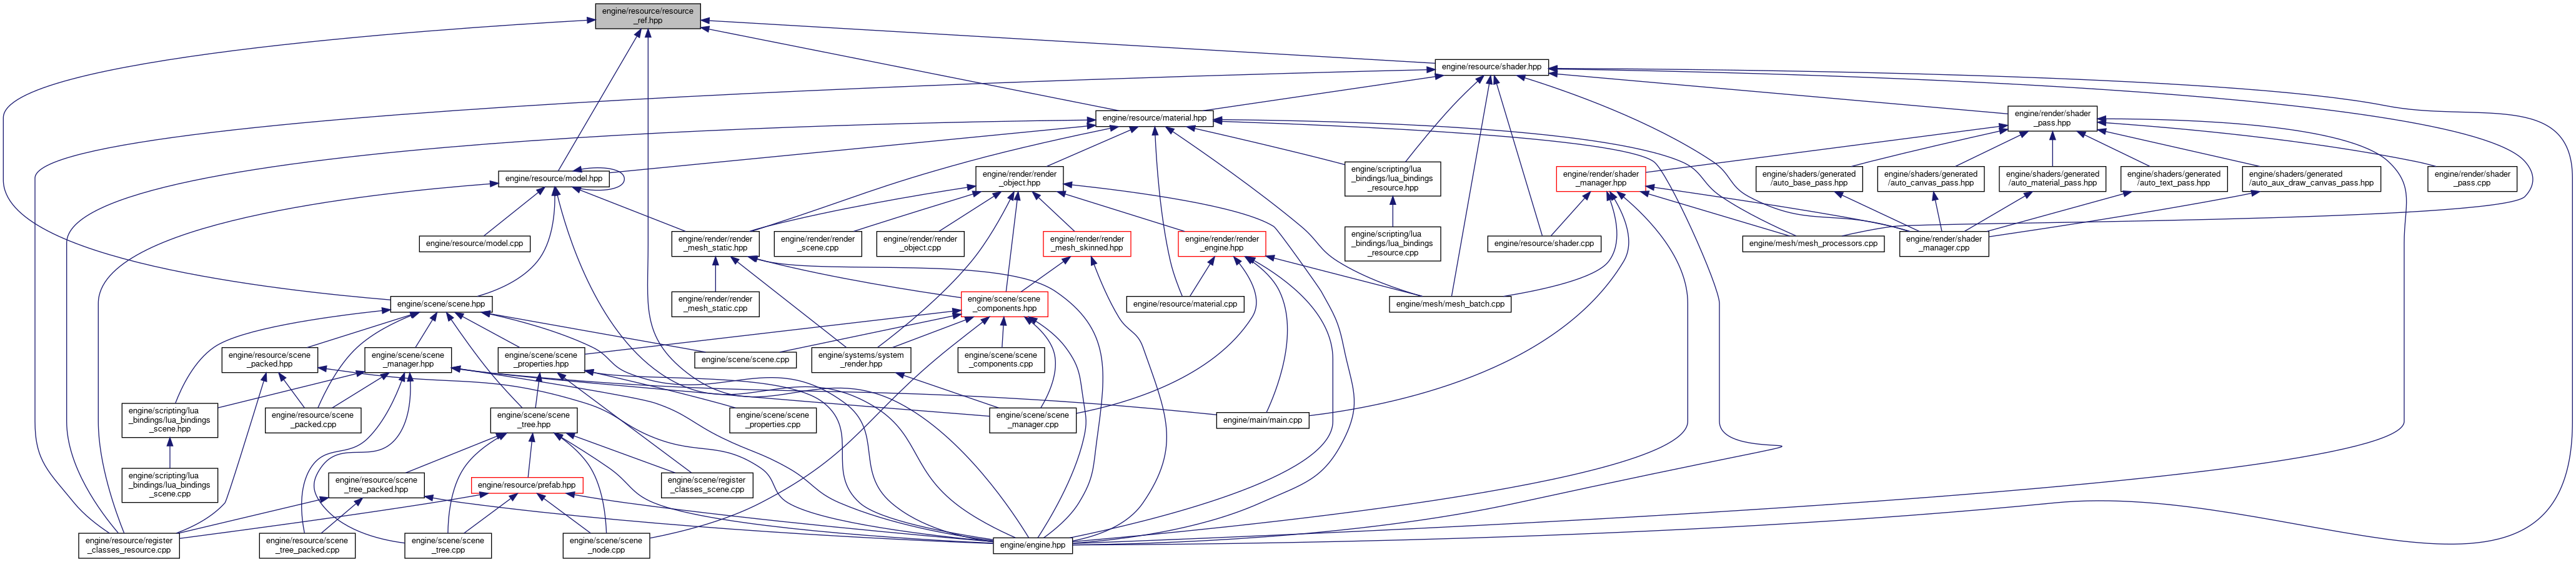 engine/resource/resource
_ref.hpp
engine/resource/shader.hpp
engine/resource/material.hpp
engine/render/shader
_pass.hpp
engine/resource/model.hpp
engine/render/render
_object.hpp
engine/scripting/lua
_bindings/lua_bindings
_resource.hpp
engine/render/shader
_manager.hpp
engine/shaders/generated
/auto_base_pass.hpp
engine/shaders/generated
/auto_canvas_pass.hpp
engine/shaders/generated
/auto_material_pass.hpp
engine/shaders/generated
/auto_text_pass.hpp
engine/shaders/generated
/auto_aux_draw_canvas_pass.hpp
engine/render/shader
_pass.cpp
engine/resource/model.cpp
engine/render/render
_mesh_static.hpp
engine/render/render
_scene.cpp
engine/render/render
_object.cpp
engine/render/render
_mesh_skinned.hpp
engine/render/render
_engine.hpp
engine/scripting/lua
_bindings/lua_bindings
_resource.cpp
engine/resource/shader.cpp
engine/mesh/mesh_processors.cpp
engine/render/shader
_manager.cpp
engine/scene/scene.hpp
engine/render/render
_mesh_static.cpp
engine/scene/scene
_components.hpp
engine/resource/material.cpp
engine/mesh/mesh_batch.cpp
engine/resource/scene
_packed.hpp
engine/scene/scene
_manager.hpp
engine/scene/scene
_properties.hpp
engine/scene/scene.cpp
engine/systems/system
_render.hpp
engine/scene/scene
_components.cpp
engine/scripting/lua
_bindings/lua_bindings
_scene.hpp
engine/resource/scene
_packed.cpp
engine/scene/scene
_tree.hpp
engine/scene/scene
_properties.cpp
engine/scene/scene
_manager.cpp
engine/main/main.cpp
engine/scripting/lua
_bindings/lua_bindings
_scene.cpp
engine/resource/scene
_tree_packed.hpp
engine/resource/prefab.hpp
engine/scene/register
_classes_scene.cpp
engine/resource/register
_classes_resource.cpp
engine/resource/scene
_tree_packed.cpp
engine/scene/scene
_tree.cpp
engine/scene/scene
_node.cpp
engine/engine.hpp